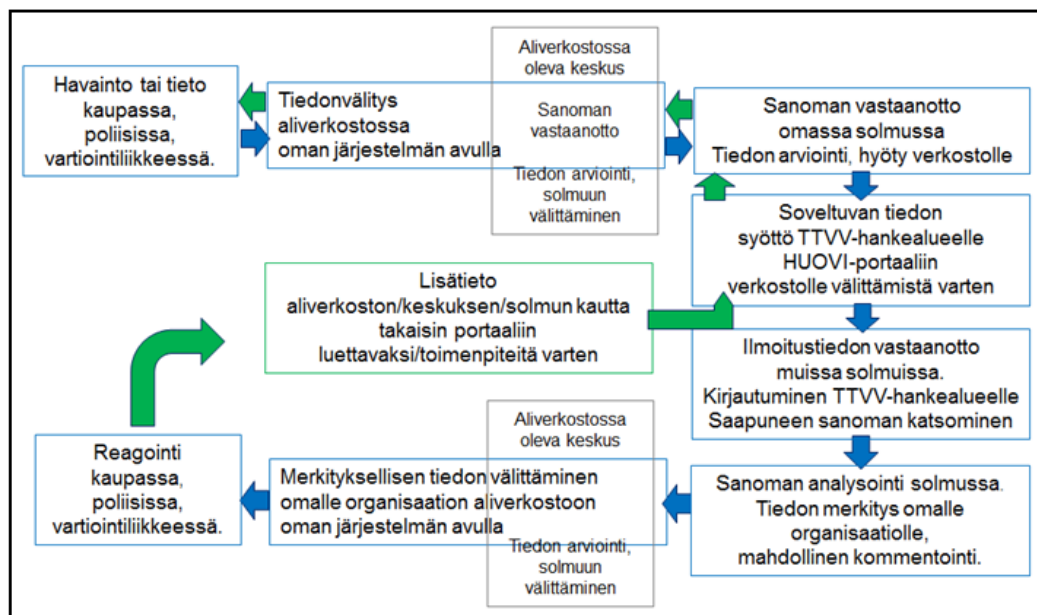 Havainto tai tieto
kaupassa,
poliisissa,
vartiointiliikkeessä.
Tiedonvälitys
aliverkostossa
oman järjestelmän avulla
Aliverkostossa
oleva keskus
Sanoman
vastaanotto
Tiedon arviointi,
solmuun
välittäminen
Sanoman vastaanotto
omassa solmussa
Tiedon arviointi, hyöty verkostolle
Soveltuvan tiedon
syöttö TTVV-hankealueelle
HUOVI-portaaliin
verkostolle välittämistä varten
Lisätieto
aliverkoston/keskuksen/solmun kautta
takaisin portaaliin
luettavaksi/toimenpiteitä varten
Ilmoitustiedon vastaanotto
muissa solmuissa.
Kirjautuminen TTVV-hankealueelle
Saapuneen sanoman katsominen
Sanoman analysointi solmussa.
Tiedon merkitys omalle
organisaatiolle,
mahdollinen kommentointi.
Aliverkostossa
oleva keskus
Tiedon arviointi,
solmuun
välittäminen
Merkityksellisen tiedon välittäminen
omalle organisaation aliverkostoon
oman järjestelmän avulla
Reagointi
kaupassa,
poliisissa,
vartiointiliikkeessä.